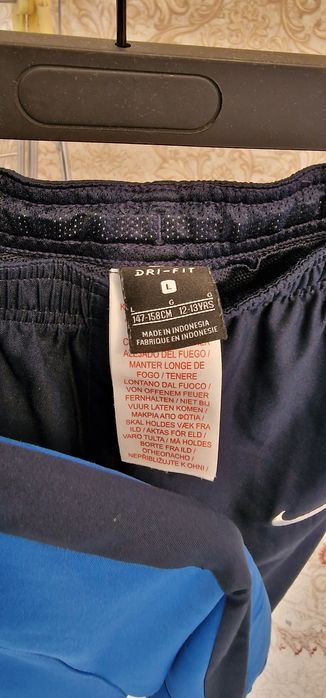 DRI-FIT
L
L G G
147-158CM 12-13YRS
MADE IN INDONESIA
FABRIQUÉ EN INDONÉSIE
DEL FUEGO /
MANTER LONGE DE
FOGO / TENERE
LONTANO DAL FUOCO /
VON OFFENEM FEUER
FERNHALTEN / NIET BIJ
VUUR LATEN KOMEN /
ΜΑΚΡΙΑ ΑΠΟ ΦΩΤΙΑ /
SKAL HOLDES VÆK FRA
ILD / AKTAS FÖR ELD /
VARO TULTA / MÅ HOLDES
BORTE FRA ILD /
ОГНЕОПАСНО /
NEPŘIBLIŽUJTE K OHNI /